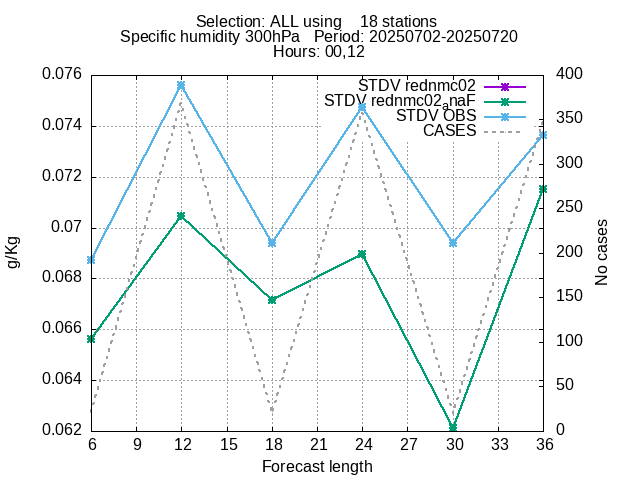 Selection: ALL using 18 stations
Specific humidity 300hPa Period: 20250702-20250720
Hours: 00,12
STDV rednmc02
STDV rednmc02ₐnaF
STDV OBS
CASES
0.076
0.074
0.072
0.07
0.068
0.066
0.064
0.062
g/Kg
400
350
300
250
200
150
100
50
0
No cases
6 9 12 15 18 21 24 27 30 33 36
Forecast length